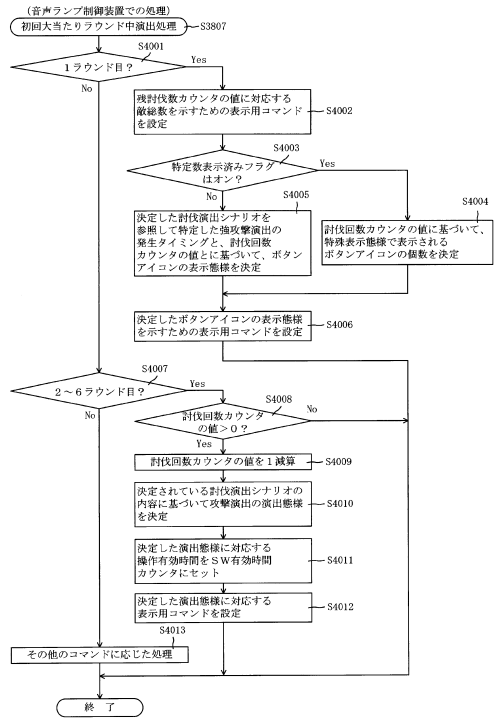 (音声ランプ制御装置での処理)
初回大当たりラウンド中演出処理
S3807
S4001
1ラウンド目?
Yes
No
残討伐数カウンタの値に対応する
敵総数を示すための表示用コマンド
を設定
S4002
S4003
特定数表示済みフラグ
はオン?
Yes
No
S4005
決定した討伐演出シナリオを
参照して特定した強攻撃演出の
発生タイミングと、討伐回数
カウンタの値とに基づいて、ボタン
アイコンの表示態様を決定
S4004
討伐回数カウンタの値に基づいて、
特殊表示態様で表示される
ボタンアイコンの個数を決定
決定したボタンアイコンの表示態様
を示すための表示用コマンドを設定
S4006
S4007
2~6ラウンド目?
Yes
No
S4008
討伐回数カウンタ
の値>0?
No
Yes
討伐回数カウンタの値を1減算
S4009
決定されている討伐演出シナリオの
内容に基づいて攻撃演出の演出態様
を決定
S4010
決定した演出態様に対応する
操作有効時間をSW有効時間
カウンタにセット
S4011
決定した演出態様に対応する
表示用コマンドを設定
S4012
S4013
その他のコマンドに応じた処理
終 了